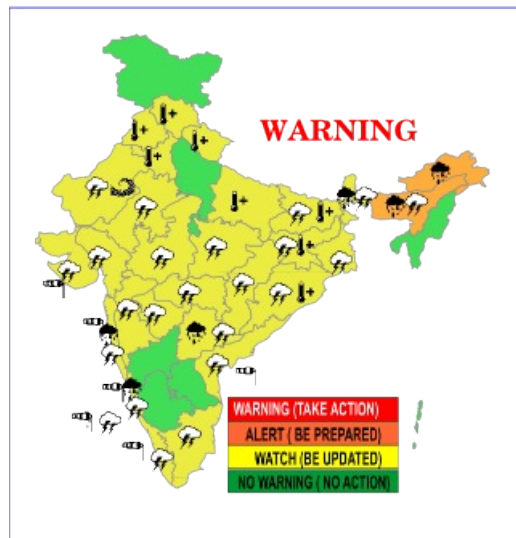 WARNING
WARNING (TAKE ACTION)
ALERT ( BE PREPARED)
WATCH (BE UPDATED)
NO WARNING ( NO ACTION)